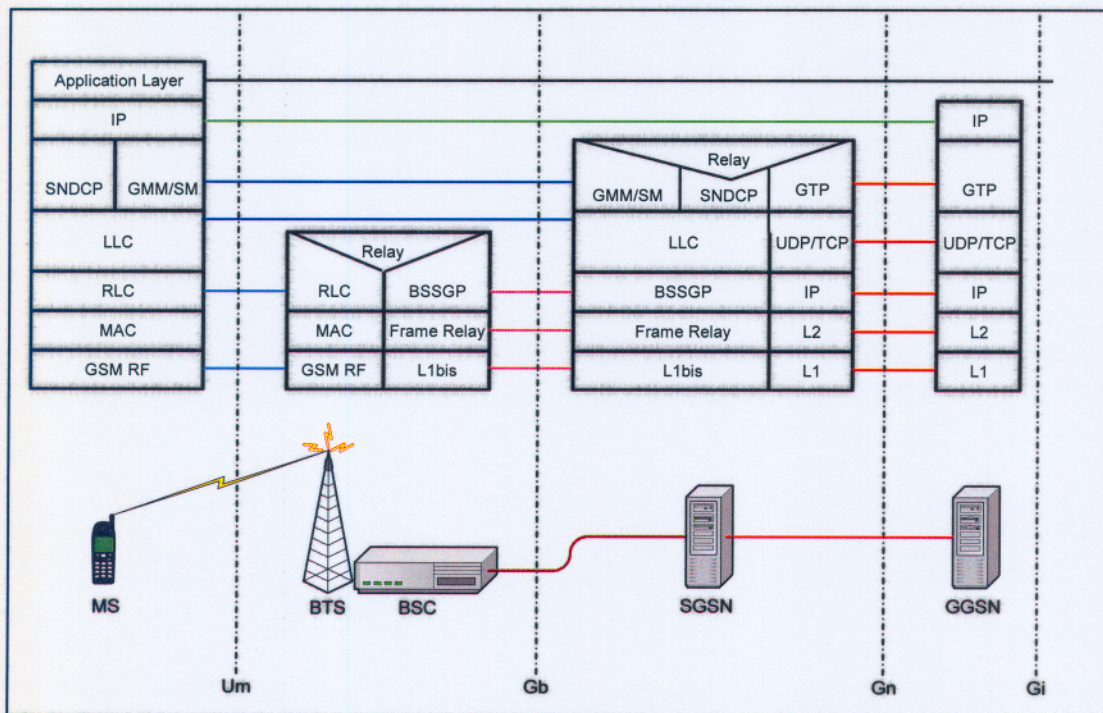 Application Layer
IP
SNDCP
GMM/SM
LLC
RLC
MAC
GSM RF
Relay
RLC
BSSGP
MAC
Frame Relay
GSM RF
L1bis
Relay
GMM/SM
SNDCP
GTP
LLC
UDP/TCP
BSSGP
IP
Frame Relay
L2
L1bis
L1
IP
GTP
UDP/TCP
IP
L2
L1
MS
BTS
BSC
SGSN
GGSN
Um
Gb
Gn
Gi